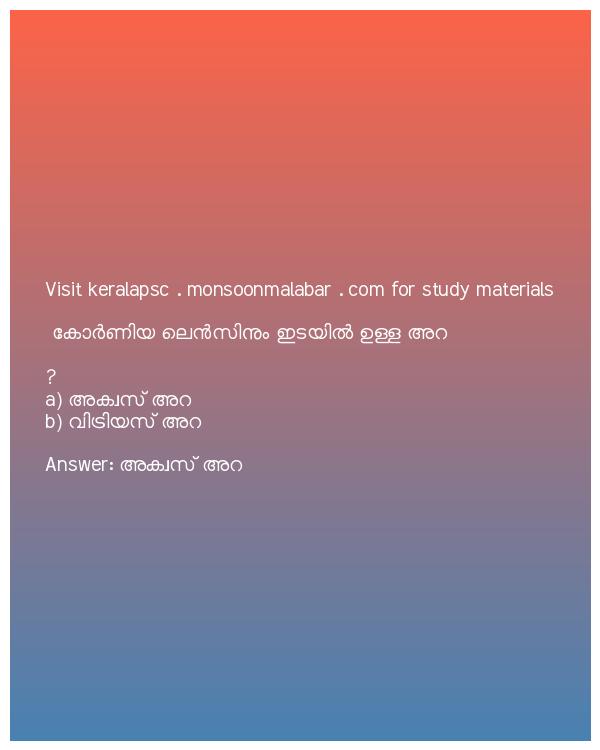 Visit keralapsc . monsoonmalabar . com for study materials
കോർണിയ ലെൻസിനും ഇടയിൽ ഉള്ള അറ
?
a) അക്വസ് അറ
b) വിട്രിയസ് അറ
Answer: അക്വസ് അറ